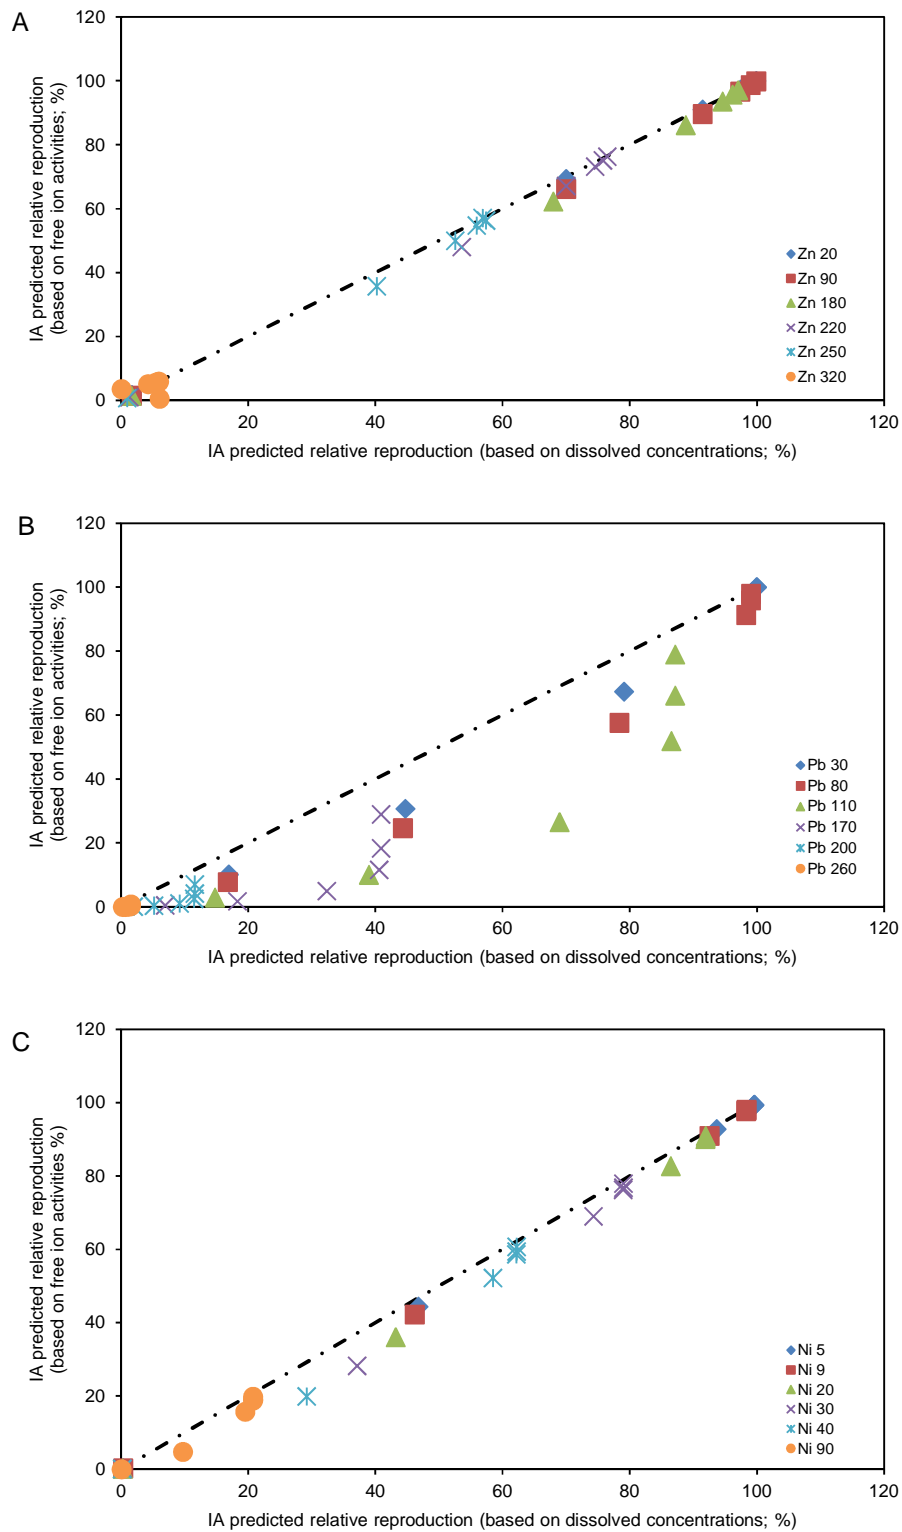 A
IA predicted relative reproduction
(based on free ion activities; %)
120
100
80
60
40
20
0
Zn 20
Zn 90
Zn 180
Zn 220
Zn 250
Zn 320
0 20 40 60 80 100 120
IA predicted relative reproduction (based on dissolved concentrations; %)
B
IA predicted relative reproduction
(based on free ion activities; %)
120
100
80
60
40
20
0
Pb 30
Pb 80
Pb 110
Pb 170
Pb 200
Pb 260
0 20 40 60 80 100 120
IA predicted relative reproduction (based on dissolved concentrations; %)
C
IA predicted relative reproduction
(based on free ion activities %)
120
100
80
60
40
20
0
Ni 5
Ni 9
Ni 20
Ni 30
Ni 40
Ni 90
0 20 40 60 80 100 120
IA predicted relative reproduction (based on dissolved concentrations; %)